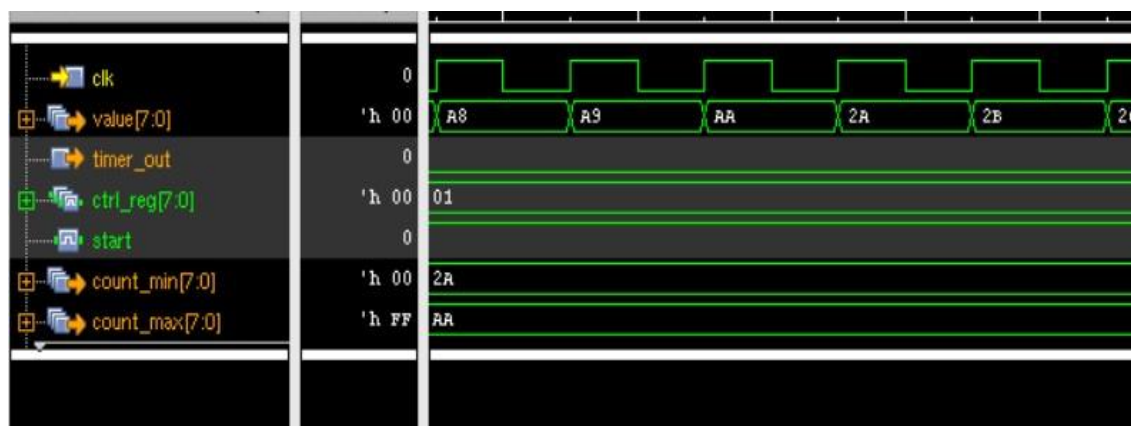 clk 0
value[7:0] 'h 00 A8 A9 AA 2A 2B
timer_out 0
ctrl_reg[7:0] 'h 00 01
start 0
count_min[7:0] 'h 00 2A
count_max[7:0] 'h FF AA